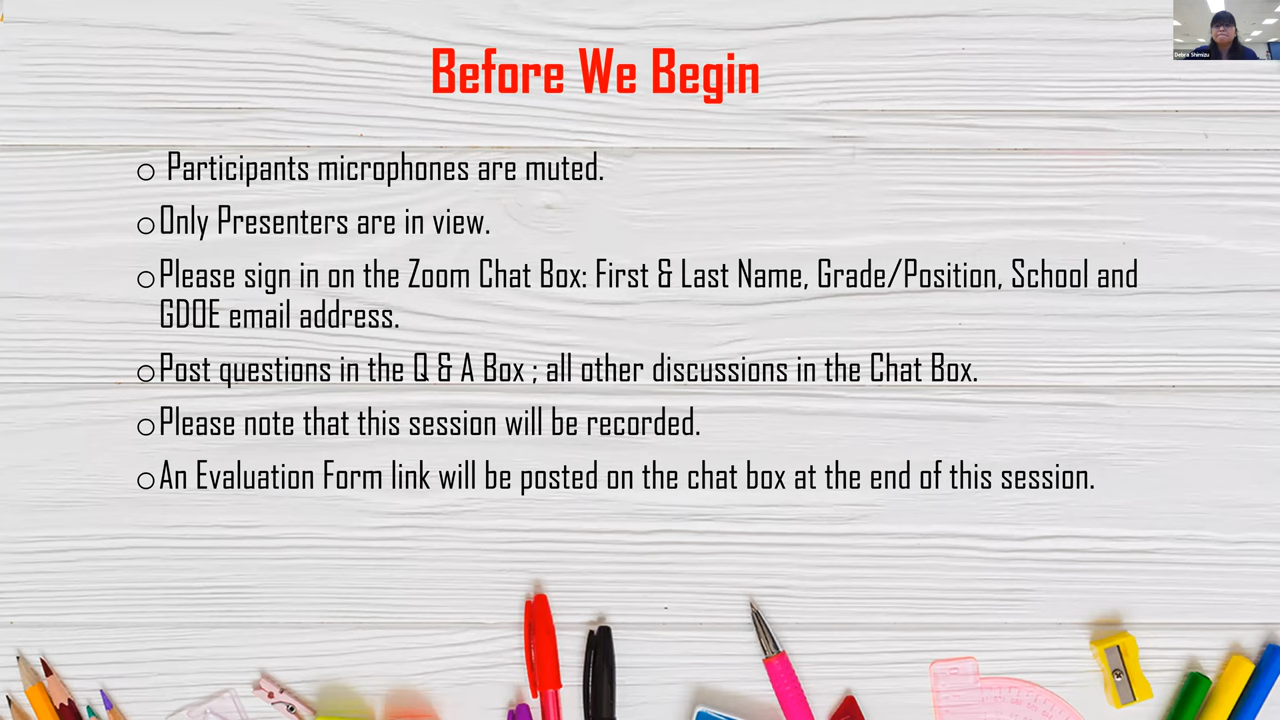 Before We Begin
Debra Shimizu
Participants microphones are muted.
Only Presenters are in view.
Please sign in on the Zoom Chat Box: First & Last Name, Grade/Position, School and
GDOE email address.
Post questions in the Q & A Box ; all other discussions in the Chat Box.
Please note that this session will be recorded.
An Evaluation Form link will be posted on the chat box at the end of this session.